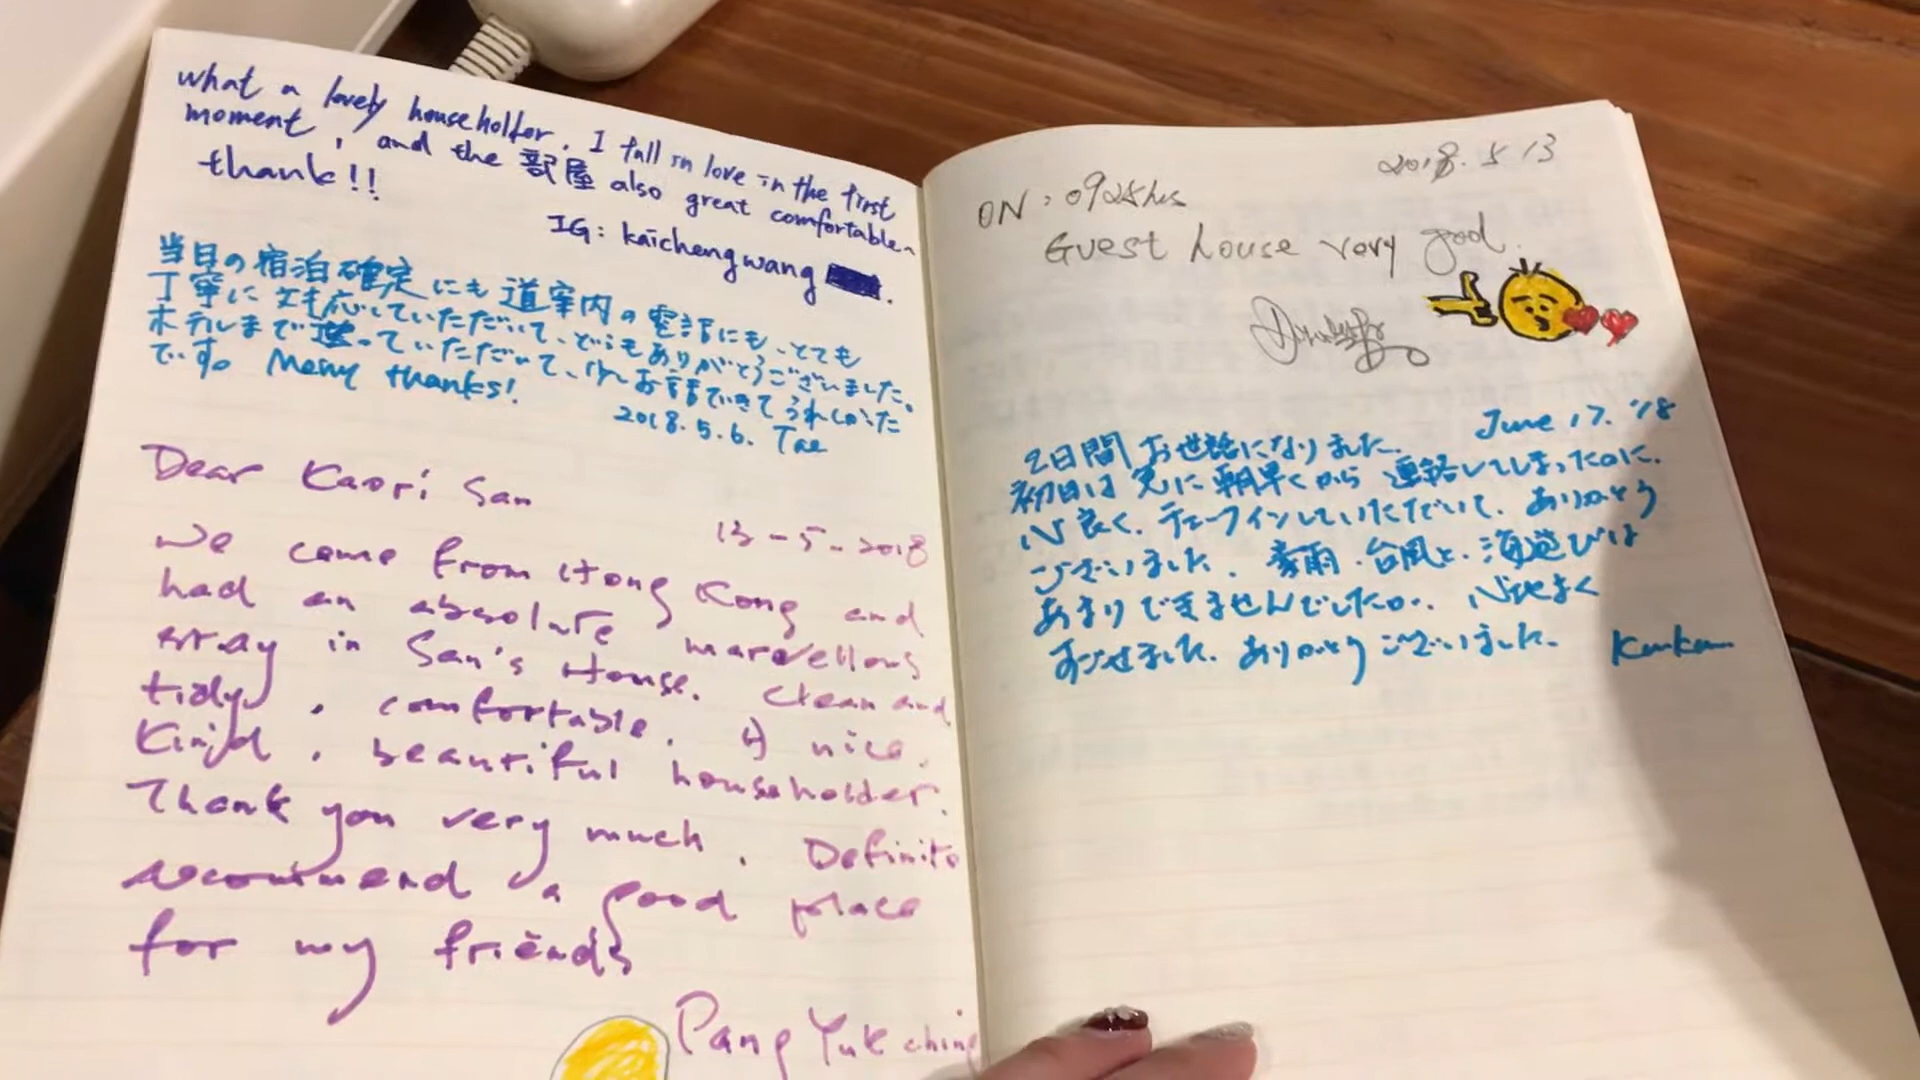 what a lovely householder. I fall in love in the first
moment, and the 部屋 also great comfortable.
thank!!
IG: kaichengwang
当日の宿泊確定にも道案内の電話にも、とても
丁寧に対応していただいて、どうもありがとうございました。
ホテルまで送っていただいて、少しお話できてうれしかった
です。Many thanks!
2018.5.6. Tae
Dear Kaori San
13-5-2018
We came from Hong Kong and
had an absolute marvellous
stay in San's House. Clean and
tidy, comfortable. A nice,
Kind, beautiful householder.
Thank you very much. Definite
recommend a good place
for my friends
Pang Yuk ching
2018.5 13
ON: 0925hrs
Guest house very good.
June 17. '18
2日間お世話になりました.
初日は 朝早くから連絡してしまったのに.
心良く、チェーフインしていただいて、ありがとう
ございました. 豪雨・台風と、海遊びは
あまりできませんでしたが. 心地よく
すごせました. ありがとうございました.